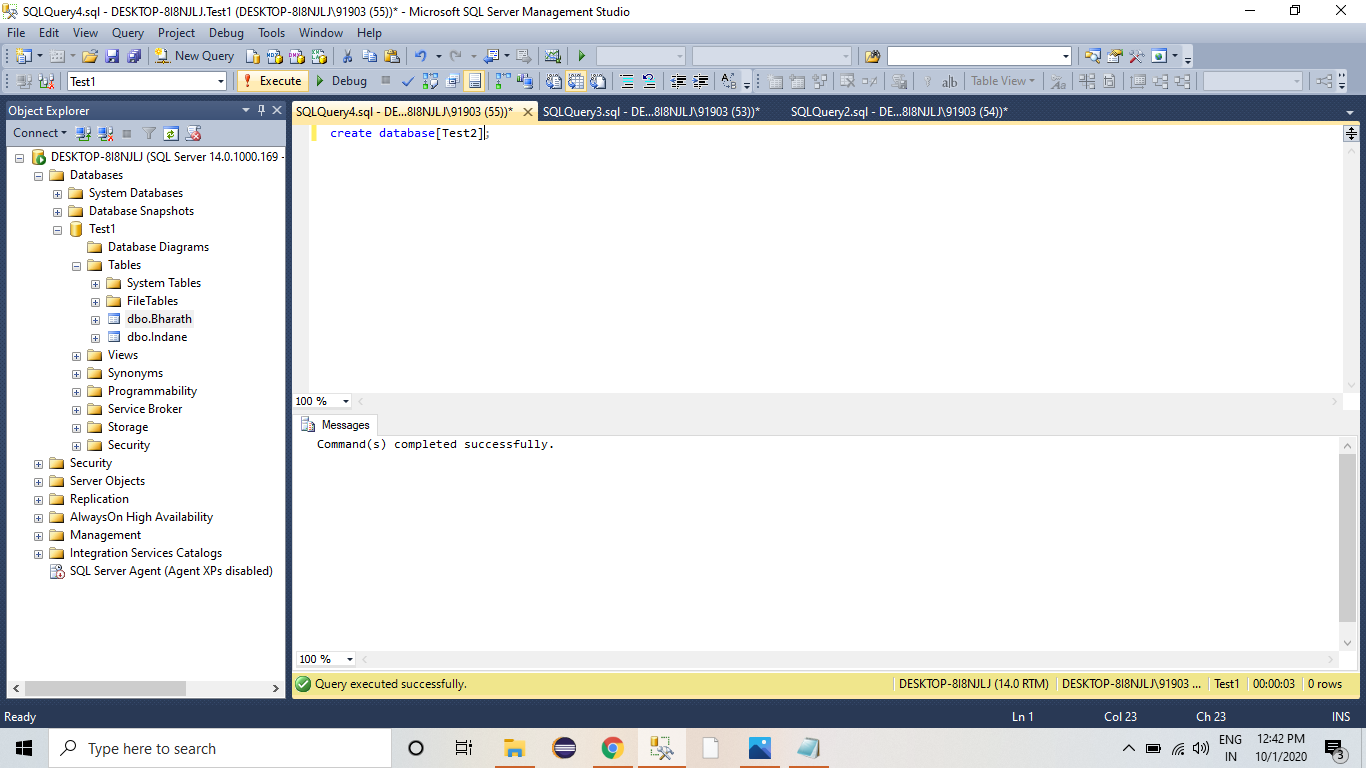 SQLQuery4.sql - DESKTOP-8I8NJLJ.Test1 (DESKTOP-8I8NJLJ\91903 (55))* - Microsoft SQL Server Management Studio
File Edit View Query Project Debug Tools Window Help
New Query
Test1 Execute Debug Table View
Object Explorer
Connect
DESKTOP-8I8NJLJ (SQL Server 14.0.1000.169 -
Databases
System Databases
Database Snapshots
Test1
Database Diagrams
Tables
System Tables
FileTables
dbo.Bharath
dbo.Indane
Views
Synonyms
Programmability
Service Broker
Storage
Security
Security
Server Objects
Replication
AlwaysOn High Availability
Management
Integration Services Catalogs
SQL Server Agent (Agent XPs disabled)
SQLQuery4.sql - DE...8I8NJLJ\91903 (55))* SQLQuery3.sql - DE...8I8NJLJ\91903 (53))* SQLQuery2.sql - DE...8I8NJLJ\91903 (54))*
create database[Test2];
100 %
Messages
Command(s) completed successfully.
100 %
Query executed successfully. DESKTOP-8I8NJLJ (14.0 RTM) DESKTOP-8I8NJLJ\91903 ... Test1 00:00:03 0 rows
Ready Ln 1 Col 23 Ch 23 INS
Type here to search
ENG
IN
12:42 PM
10/1/2020
3